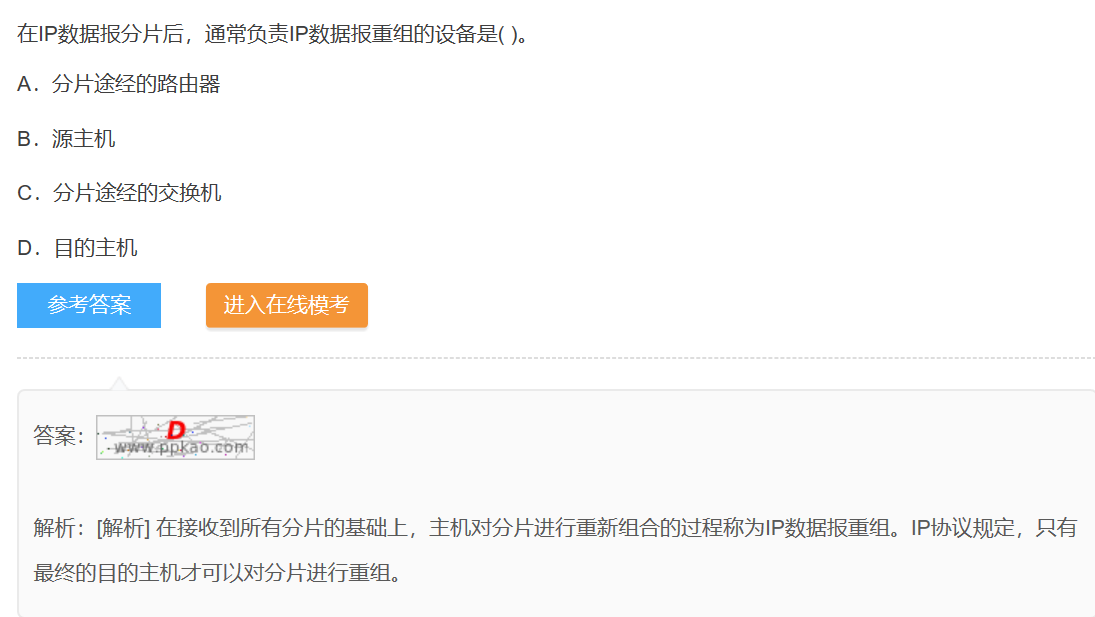 在IP数据报分片后，通常负责IP数据报重组的设备是( )。
A．分片途经的路由器
B．源主机
C．分片途经的交换机
D．目的主机
参考答案
进入在线模考
答案：D
www.ppkao.com
解析：[解析] 在接收到所有分片的基础上，主机对分片进行重新组合的过程称为IP数据报重组。IP协议规定，只有
最终的目的主机才可以对分片进行重组。